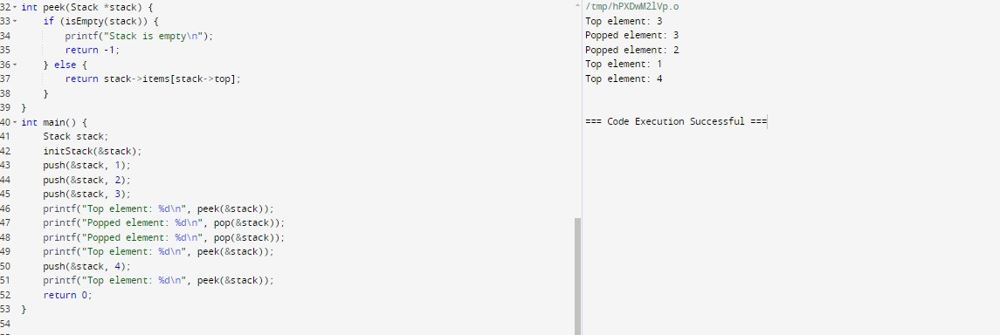 32 int peek(Stack *stack) {
33     if (isEmpty(stack)) {
34         printf("Stack is empty\n");
35         return -1;
36     } else {
37         return stack->items[stack->top];
38     }
39 }
40 int main() {
41     Stack stack;
42     initStack(&stack);
43     push(&stack, 1);
44     push(&stack, 2);
45     push(&stack, 3);
46     printf("Top element: %d\n", peek(&stack));
47     printf("Popped element: %d\n", pop(&stack));
48     printf("Popped element: %d\n", pop(&stack));
49     printf("Top element: %d\n", peek(&stack));
50     push(&stack, 4);
51     printf("Top element: %d\n", peek(&stack));
52     return 0;
53 }
54
/tmp/hPXDwM2lVp.o
Top element: 3
Popped element: 3
Popped element: 2
Top element: 1
Top element: 4
=== Code Execution Successful ===